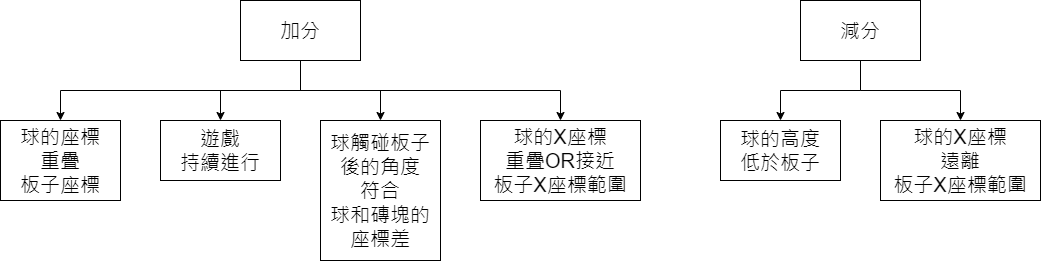 加分
減分
球的座標
重疊
板子座標
遊戲
持續進行
球觸碰板子
後的角度
符合
球和磚塊的
座標差
球的X座標
重疊OR接近
板子X座標範圍
球的高度
低於板子
球的X座標
遠離
板子X座標範圍